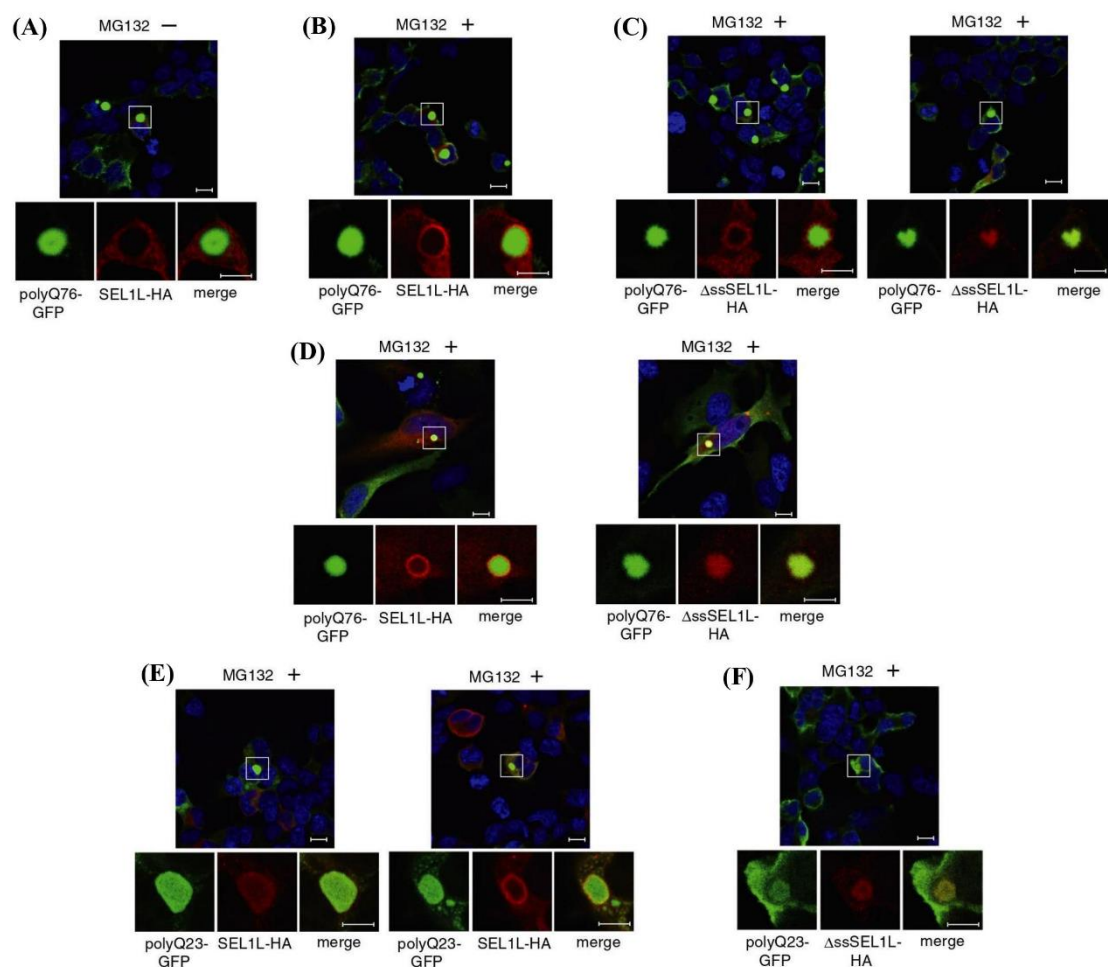 (A)
MG132 −
polyQ76-
GFP
SEL1L-HA
merge
(B)
MG132 +
polyQ76-
GFP
SEL1L-HA
merge
(C)
MG132 +
polyQ76-
GFP
ΔssSEL1L-
HA
merge
MG132 +
polyQ76-
GFP
ΔssSEL1L-
HA
merge
(D)
MG132 +
polyQ76-
GFP
SEL1L-HA
merge
MG132 +
polyQ76-
GFP
ΔssSEL1L-
HA
merge
(E)
MG132 +
polyQ23-
GFP
SEL1L-HA
merge
MG132 +
polyQ23-
GFP
SEL1L-HA
merge
(F)
MG132 +
polyQ23-
GFP
ΔssSEL1L-
HA
merge